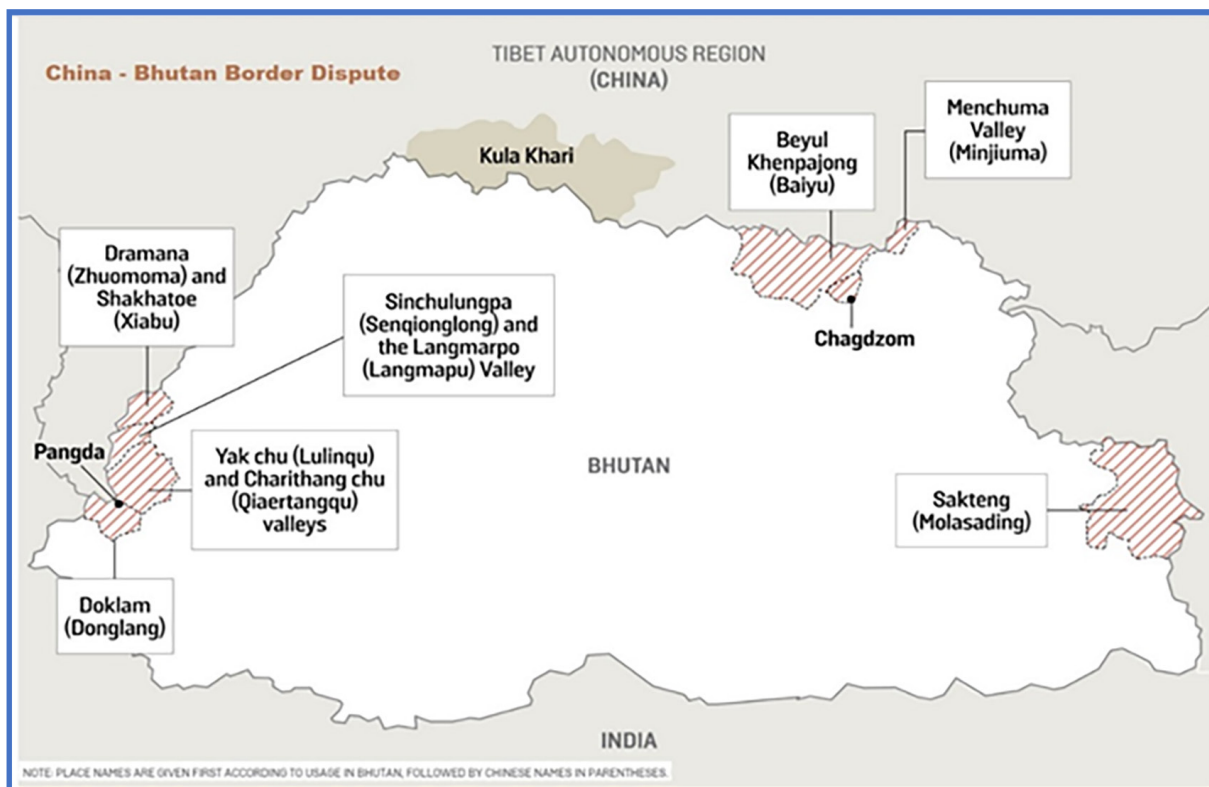 TIBET AUTONOMOUS REGION
(CHINA)
China - Bhutan Border Dispute
Kula Khari
Beyul
Khenpajong
(Baiyu)
Menchuma
Valley
(Minjiuma)
Dramana
(Zhuomoma) and
Shakhatoe
(Xiabu)
Sinchulungpa
(Senqionglong) and
the Langmarpo
(Langmapu) Valley
Chagdzom
Pangda
Yak chu (Lulinqu)
and Charithang chu
(Qiaertangqu)
valleys
BHUTAN
Sakteng
(Molasading)
Doklam
(Donglang)
INDIA
NOTE: PLACE NAMES ARE GIVEN FIRST ACCORDING TO USAGE IN BHUTAN, FOLLOWED BY CHINESE NAMES IN PARENTHESES.